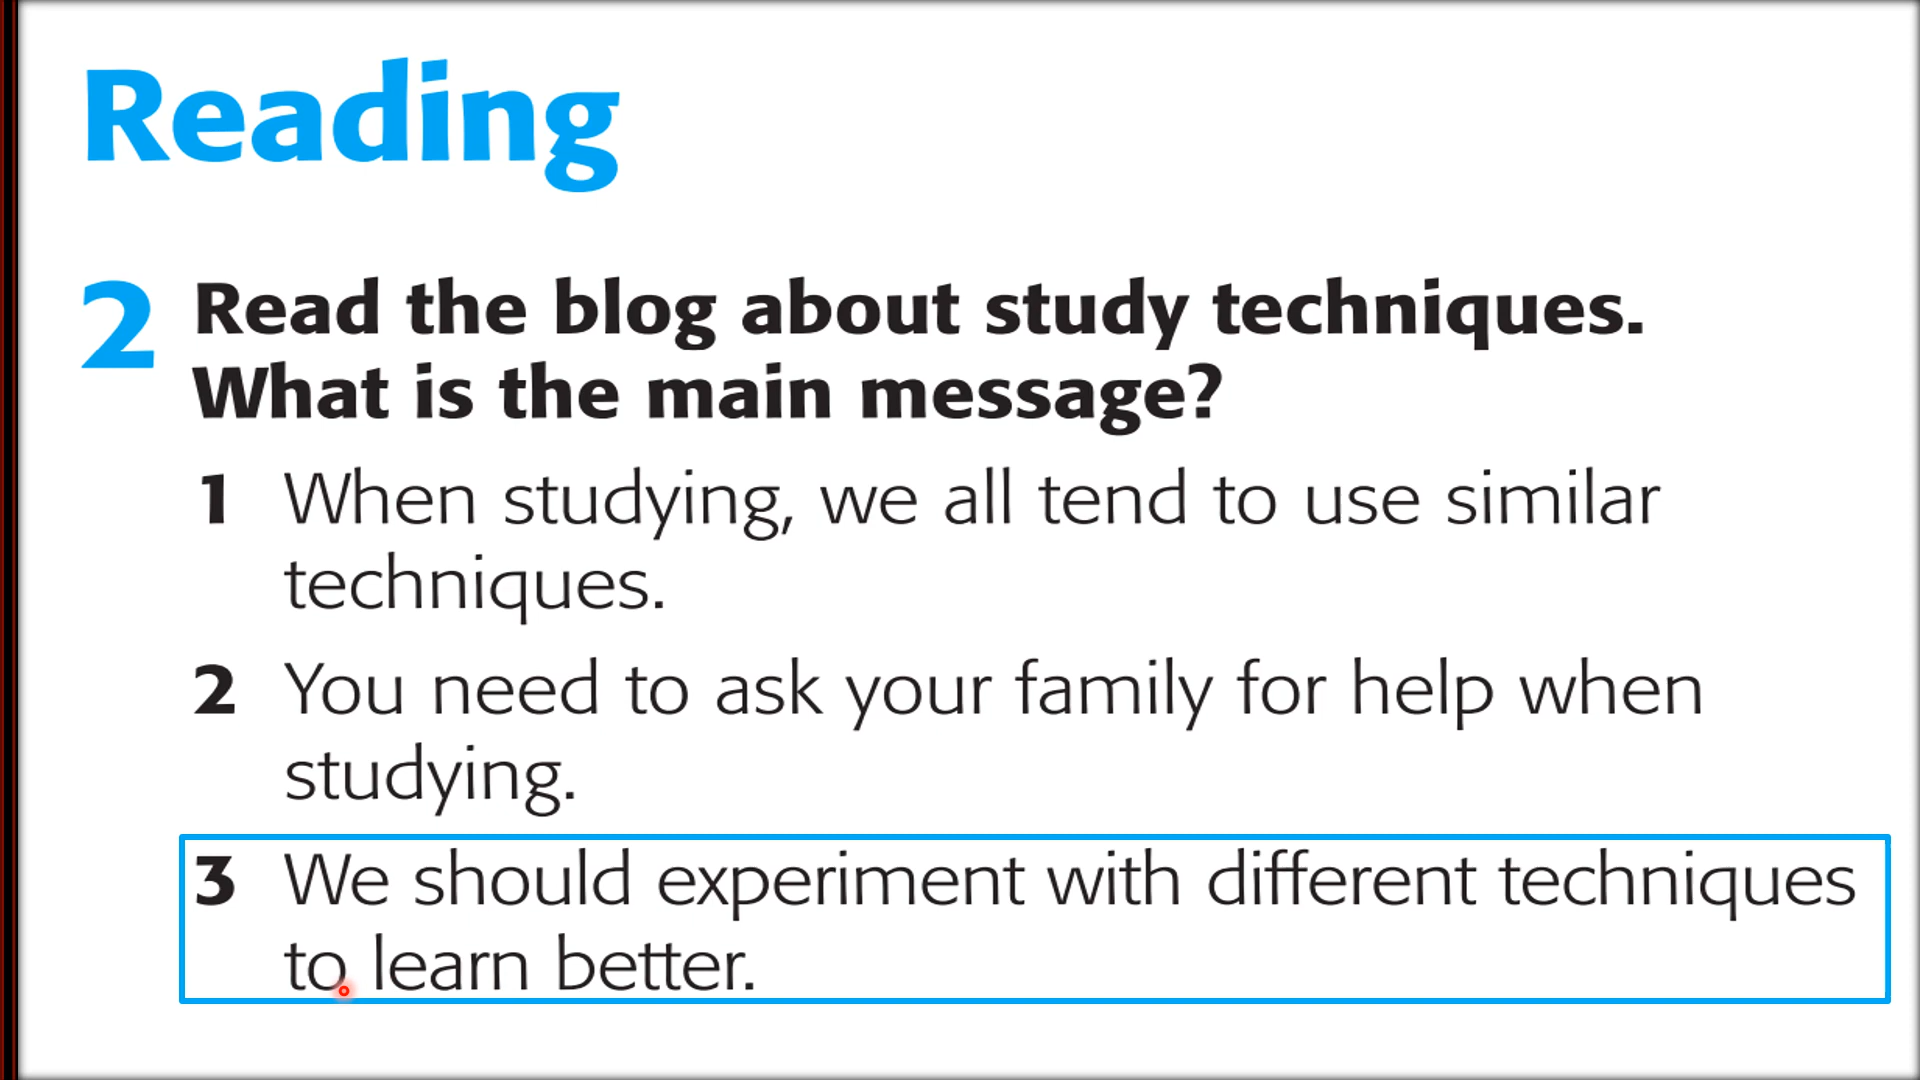 Reading
2 Read the blog about study techniques.
What is the main message?
1 When studying, we all tend to use similar
techniques.
2 You need to ask your family for help when
studying.
3 We should experiment with different techniques
to learn better.